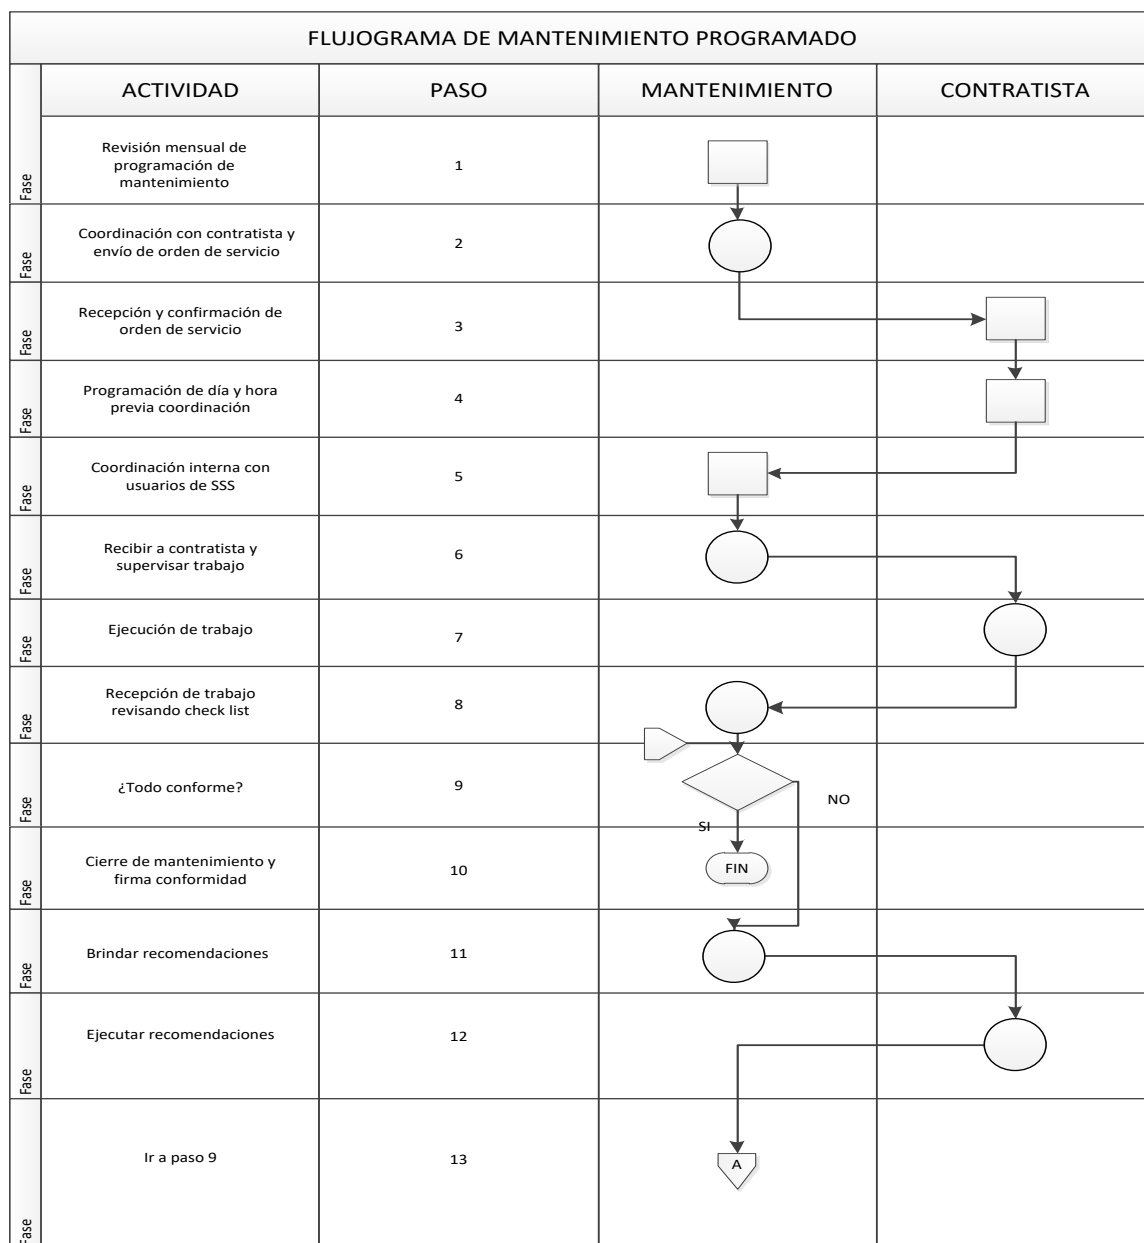 FLUJOGRAMA DE MANTENIMIENTO PROGRAMADO
ACTIVIDAD
PASO
MANTENIMIENTO
CONTRATISTA
Fase
Revisión mensual de
programación de
mantenimiento
1
Fase
Coordinación con contratista y
envío de orden de servicio
2
Fase
Recepción y confirmación de
orden de servicio
3
Fase
Programación de día y hora
previa coordinación
4
Fase
Coordinación interna con
usuarios de SSS
5
Fase
Recibir a contratista y
supervisar trabajo
6
Fase
Ejecución de trabajo
7
Fase
Recepción de trabajo
revisando check list
8
Fase
¿Todo conforme?
9
NO
SI
Fase
Cierre de mantenimiento y
firma conformidad
10
FIN
Fase
Brindar recomendaciones
11
Fase
Ejecutar recomendaciones
12
Fase
Ir a paso 9
13
A
Fase